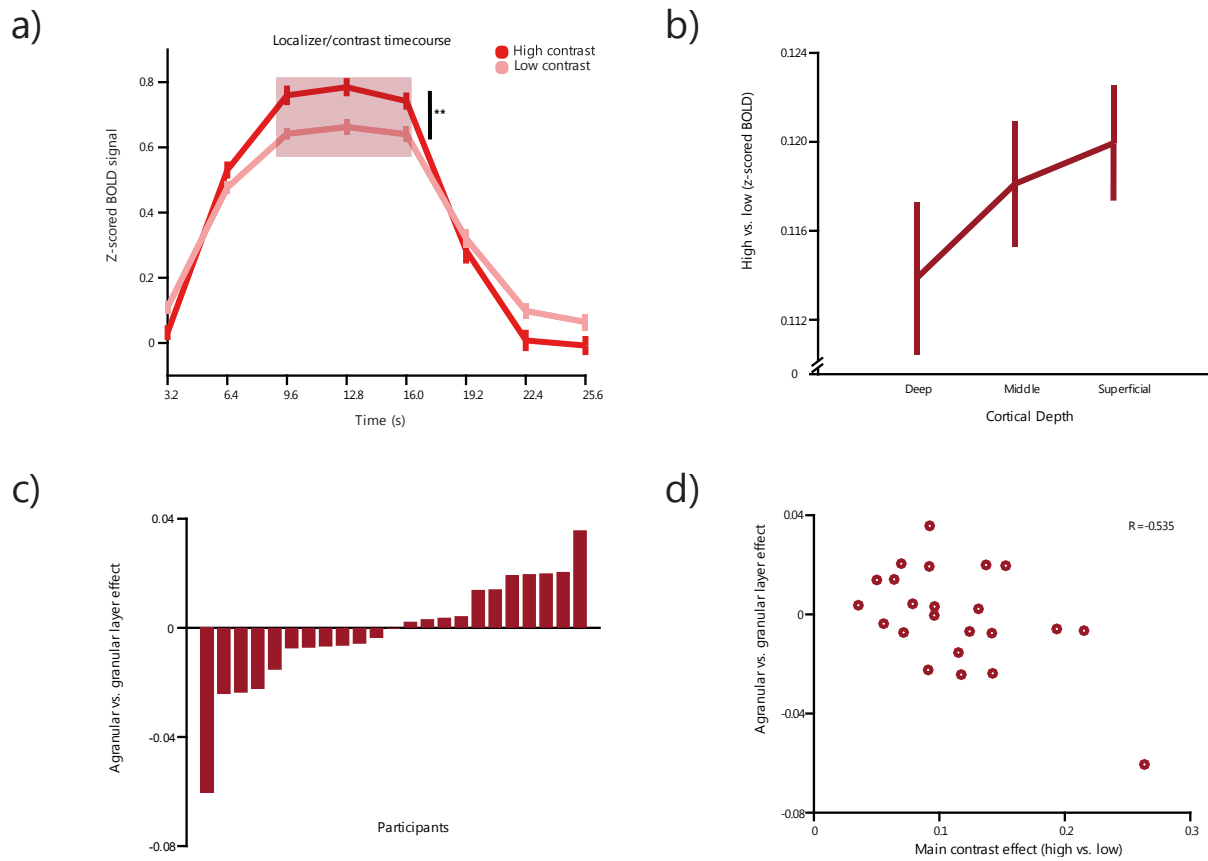 a)
Localizer/contrast timecourse
High contrast
Low contrast
**
Z-scored BOLD signal
0.8
0.6
0.4
0.2
0
3.2 6.4 9.6 12.8 16.0 19.2 22.4 25.6
Time (s)
b)
High vs. low (z-scored BOLD)
0.124
0.120
0.116
0.112
0
Deep Middle Superficial
Cortical Depth
c)
Agranular vs. granular layer effect
0.04
0
-0.04
-0.08
Participants
d)
R=-0.535
Agranular vs. granular layer effect
0.04
0
-0.04
-0.08
0 0.1 0.2 0.3
Main contrast effect (high vs. low)